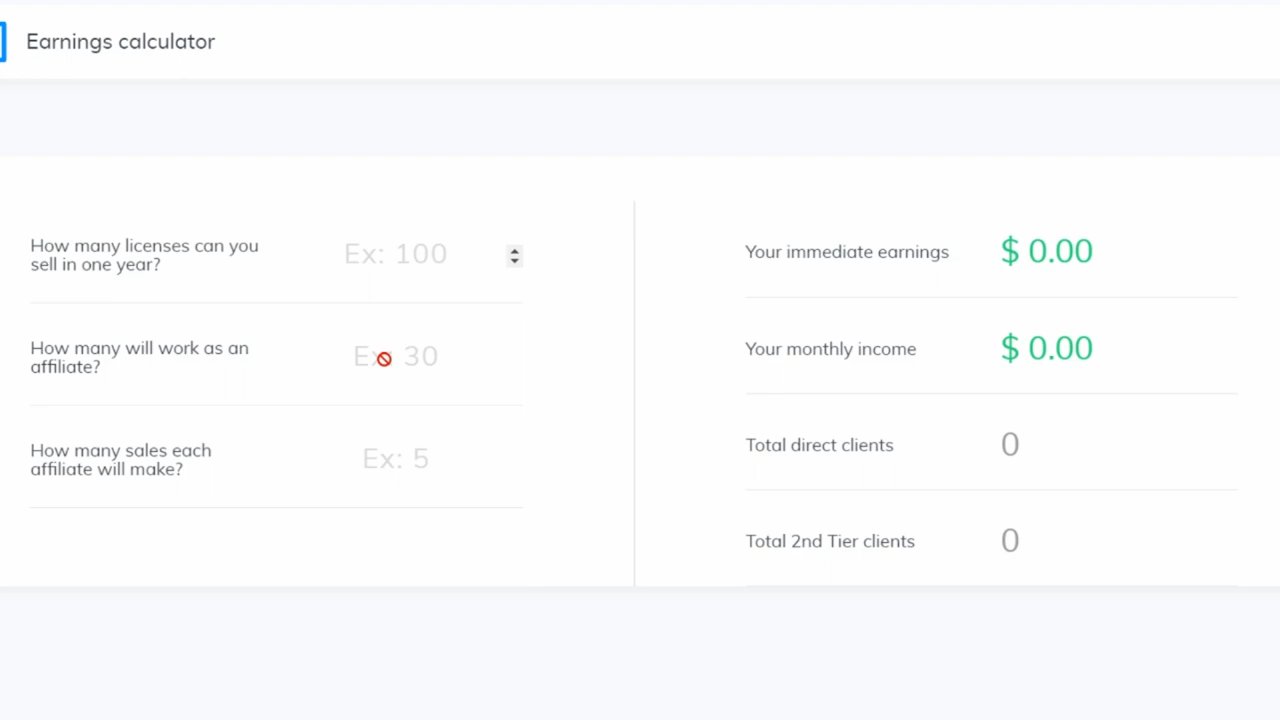 Earnings calculator
How many licenses can you
sell in one year?
Ex: 100
How many will work as an
affiliate?
Ex: 30
How many sales each
affiliate will make?
Ex: 5
Your immediate earnings
$ 0.00
Your monthly income
$ 0.00
Total direct clients
0
Total 2nd Tier clients
0